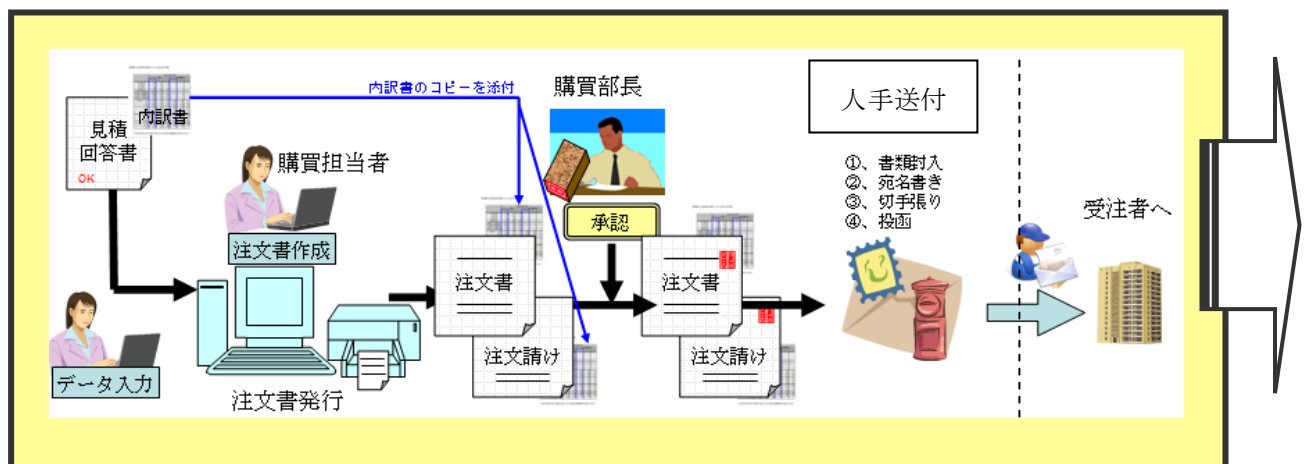 内訳書
見積
回答書
OK
内訳書のコピーを添付
購買担当者
注文書作成
データ入力
注文書発行
注文書
注文請け
購買部長
承認
注文書
注文請け
人手送付
①、書類封入
②、宛名書き
③、切手張り
④、投函
受注者へ